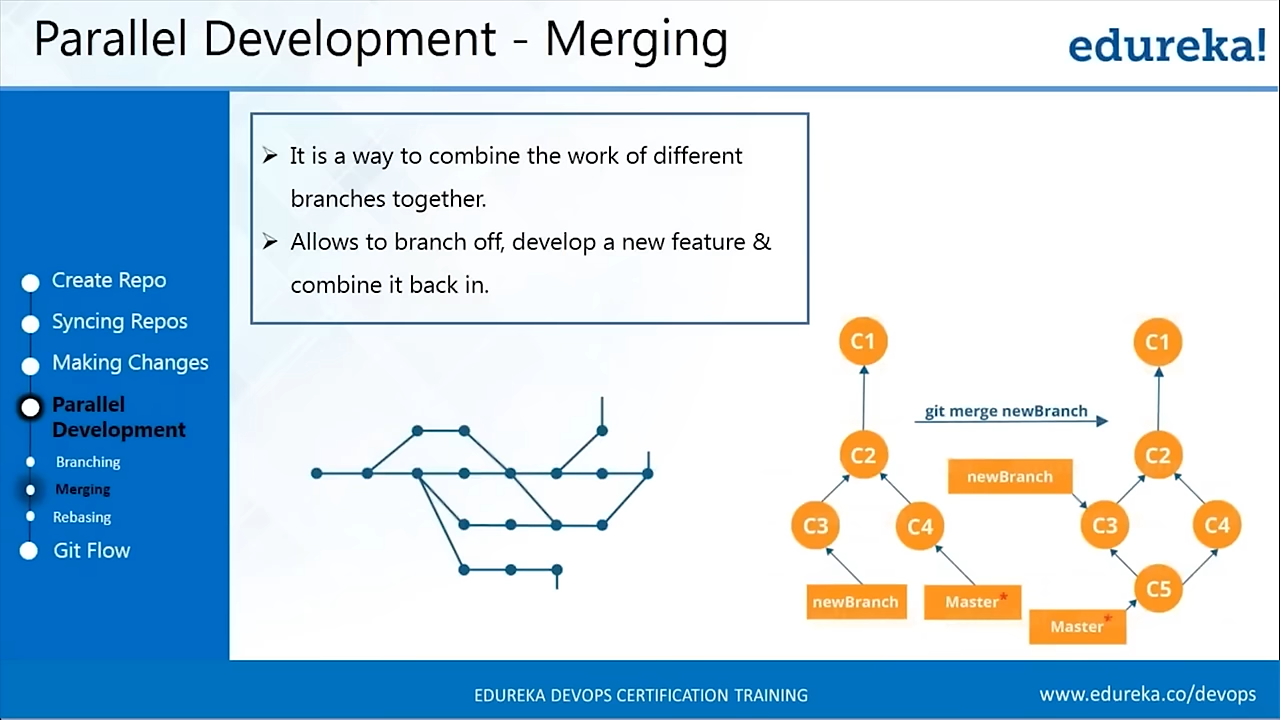 Parallel Development - Merging
edureka!
➢ It is a way to combine the work of different
branches together.
➢ Allows to branch off, develop a new feature &
combine it back in.
Create Repo
Syncing Repos
Making Changes
Parallel
Development
Branching
Merging
Rebasing
Git Flow
C1
C2
C3
C4
newBranch
Master*
git merge newBranch
C1
C2
newBranch
C3
C4
C5
Master*
EDUREKA DEVOPS CERTIFICATION TRAINING
www.edureka.co/devops